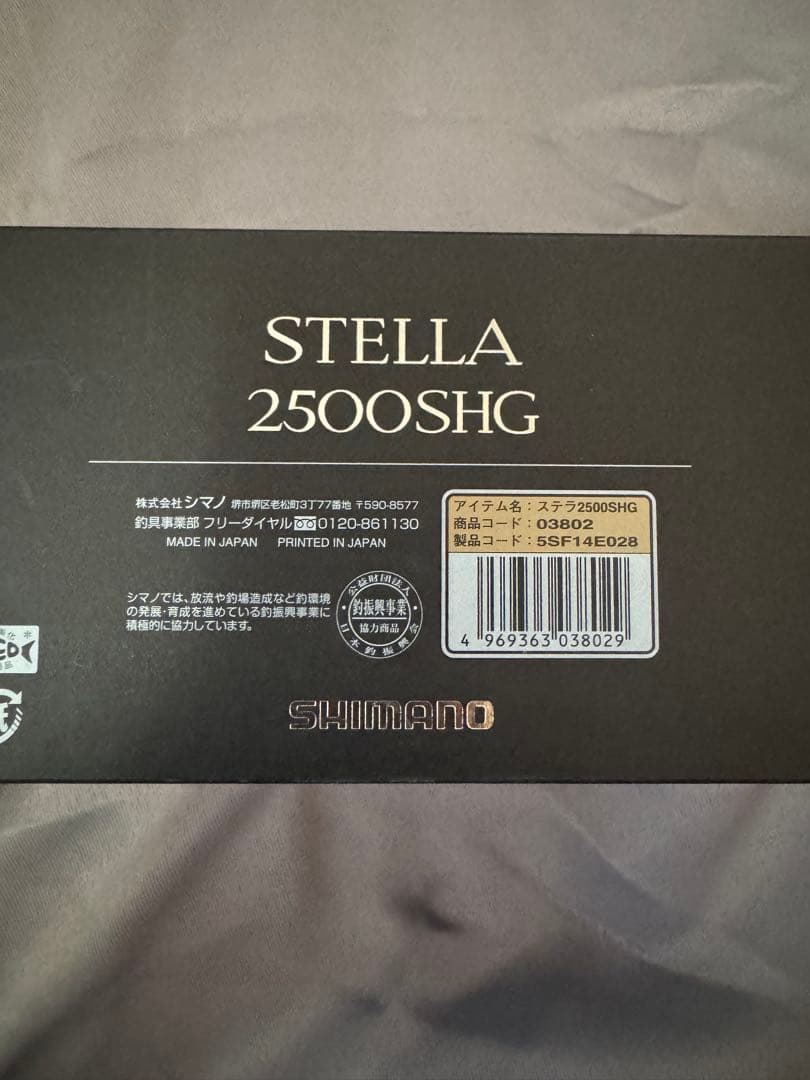 STELLA
2500SHG
株式会社 シマノ 堺市堺区老松町3丁77番地 〒590-8577
釣具事業部 フリーダイヤル 0120-861130
MADE IN JAPAN PRINTED IN JAPAN
シマノでは、放流や釣場造成など釣環境
の発展・育成を進めている釣振興事業に
積極的に協力しています。
公益財団法人
釣振興事業
協力商品
日本釣振興会
アイテム名：ステラ2500SHG
商品コード：03802
製品コード：5SF14E028
4 969363 038029
SHIMANO